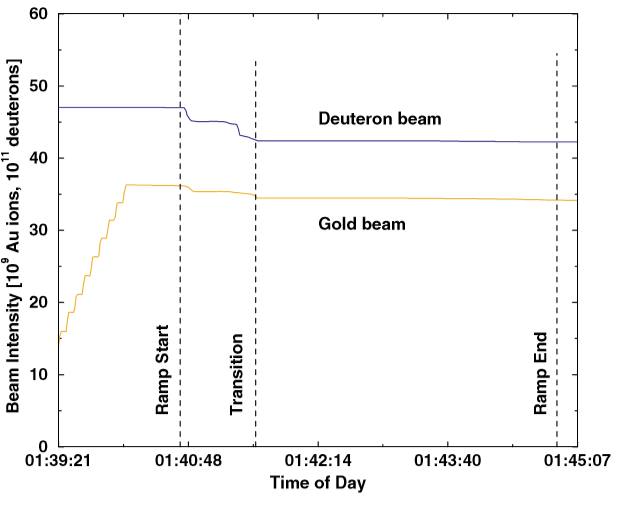 60
50
40
30
20
10
0
Beam Intensity [10⁹ Au ions, 10¹¹ deuterons]
Deuteron beam
Gold beam
Ramp Start
Transition
Ramp End
01:39:21 01:40:48 01:42:14 01:43:40 01:45:07
Time of Day